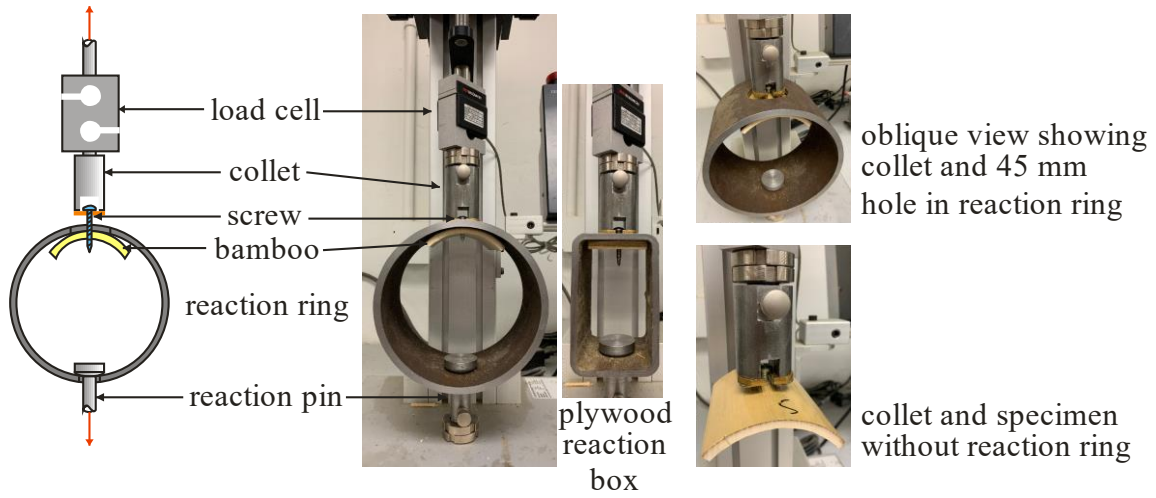 load cell
collet
screw
bamboo
reaction ring
reaction pin
plywood
reaction
box
oblique view showing
collet and 45 mm
hole in reaction ring
S
collet and specimen
without reaction ring